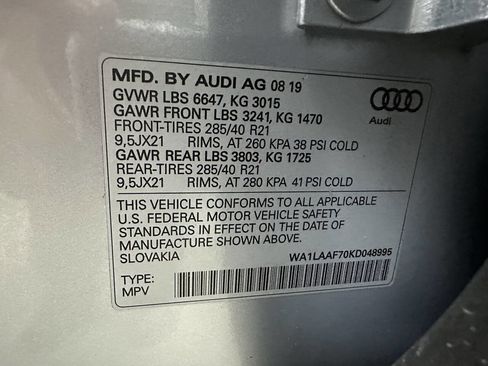 MFD. BY AUDI AG 08 19
GVWR LBS 6647, KG 3015
GAWR FRONT LBS 3241, KG 1470
FRONT-TIRES 285/40 R21
9,5JX21 RIMS, AT 260 KPA 38 PSI COLD
GAWR REAR LBS 3803, KG 1725
REAR-TIRES 285/40 R21
9,5JX21 RIMS, AT 280 KPA 41 PSI COLD
THIS VEHICLE CONFORMS TO ALL APPLICABLE
U.S. FEDERAL MOTOR VEHICLE SAFETY
STANDARDS IN EFFECT ON THE DATE OF
MANUFACTURE SHOWN ABOVE.
SLOVAKIA
WA1LAAF70KD048995
TYPE:
MPV
Audi